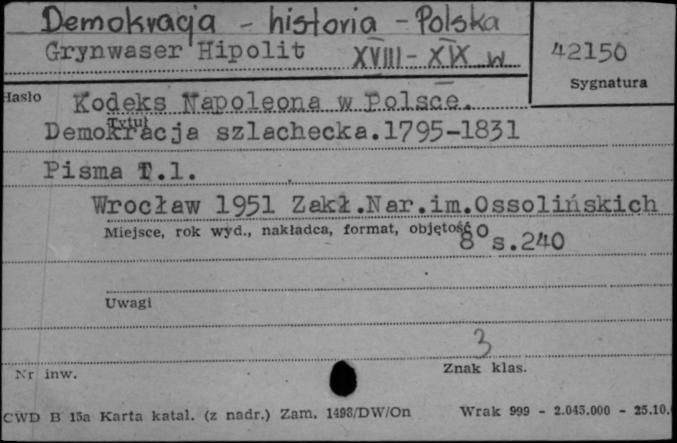 Demokracja - historia - Polska
Grynwaser Hipolit XVIII - XIX w 42150
Sygnatura
Hasło Kodeks Napoleona w Polsce.
Tytuł
Demokracja szlachecka.1795-1831
Pisma T.1.
Wrocław 1951 Zakł.Nar.im.Ossolińskich
Miejsce, rok wyd., nakładca, format, objętość 8° s.240
Uwagi
3
Nr inw. Znak klas.
CWD B 15a Karta katal. (z nadr.) Zam. 1498/DW/On Wrak 999 - 2.045.000 - 25.10.